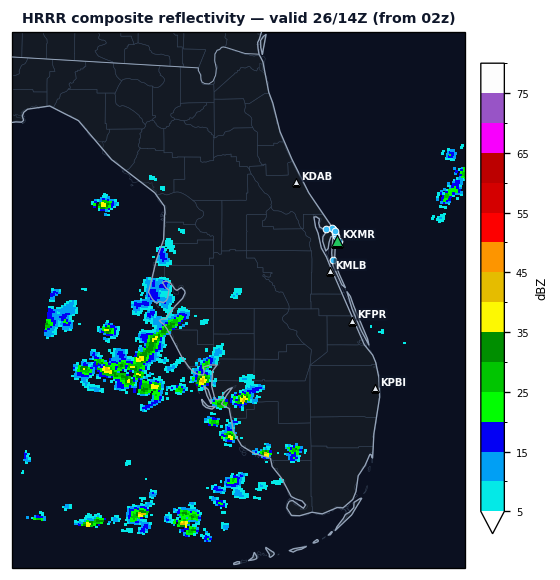 HRRR composite reflectivity — valid 26/14Z (from 02z)
KDAB
KXMR
KMLB
KFPR
KPBI
75
65
55
45
35
25
15
5
dBZ